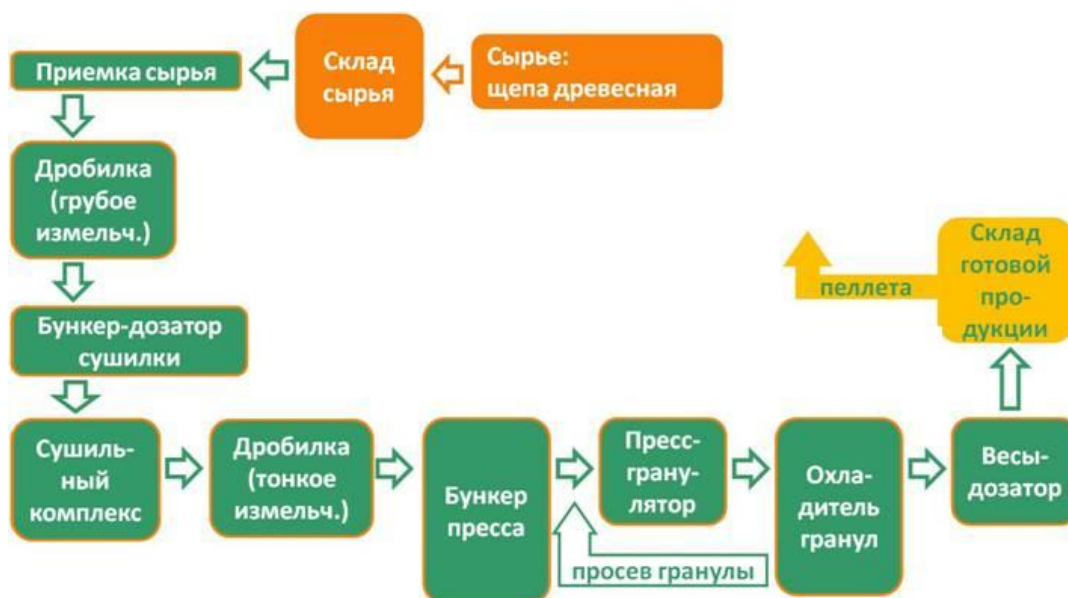 Сырье:
щепа древесная
Склад
сырья
Приемка сырья
Дробилка
(грубое
измельч.)
Бункер-дозатор
сушилки
Сушиль-
ный
комплекс
Дробилка
(тонкое
измельч.)
Бункер
пресса
Пресс-
грану-
лятор
просев гранулы
Охла-
дитель
гранул
Весы-
дозатор
Склад
готовой
про-
дукции
пеллета